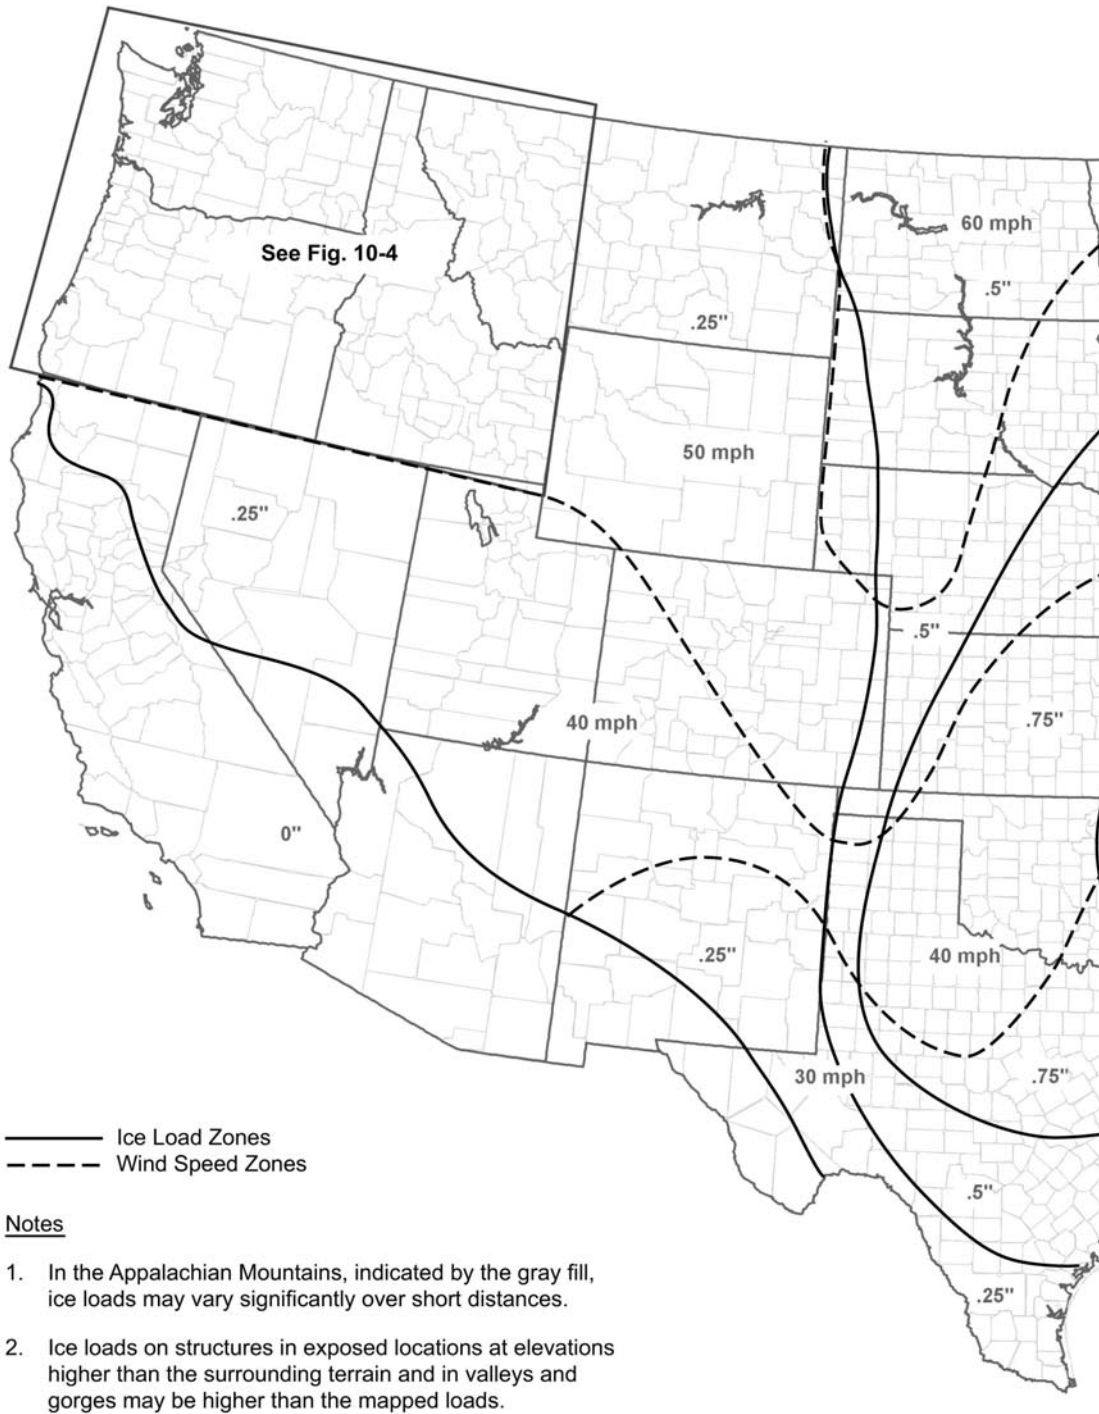 60 mph
See Fig. 10-4
.5"
.25"
50 mph
.25"
.5"
.75"
40 mph
0"
.25"
40 mph
30 mph
.75"
Ice Load Zones
Wind Speed Zones
.5"
Notes
1. In the Appalachian Mountains, indicated by the gray fill,
ice loads may vary significantly over short distances.
.25"
2. Ice loads on structures in exposed locations at elevations
higher than the surrounding terrain and in valleys and
gorges may be higher than the mapped loads.